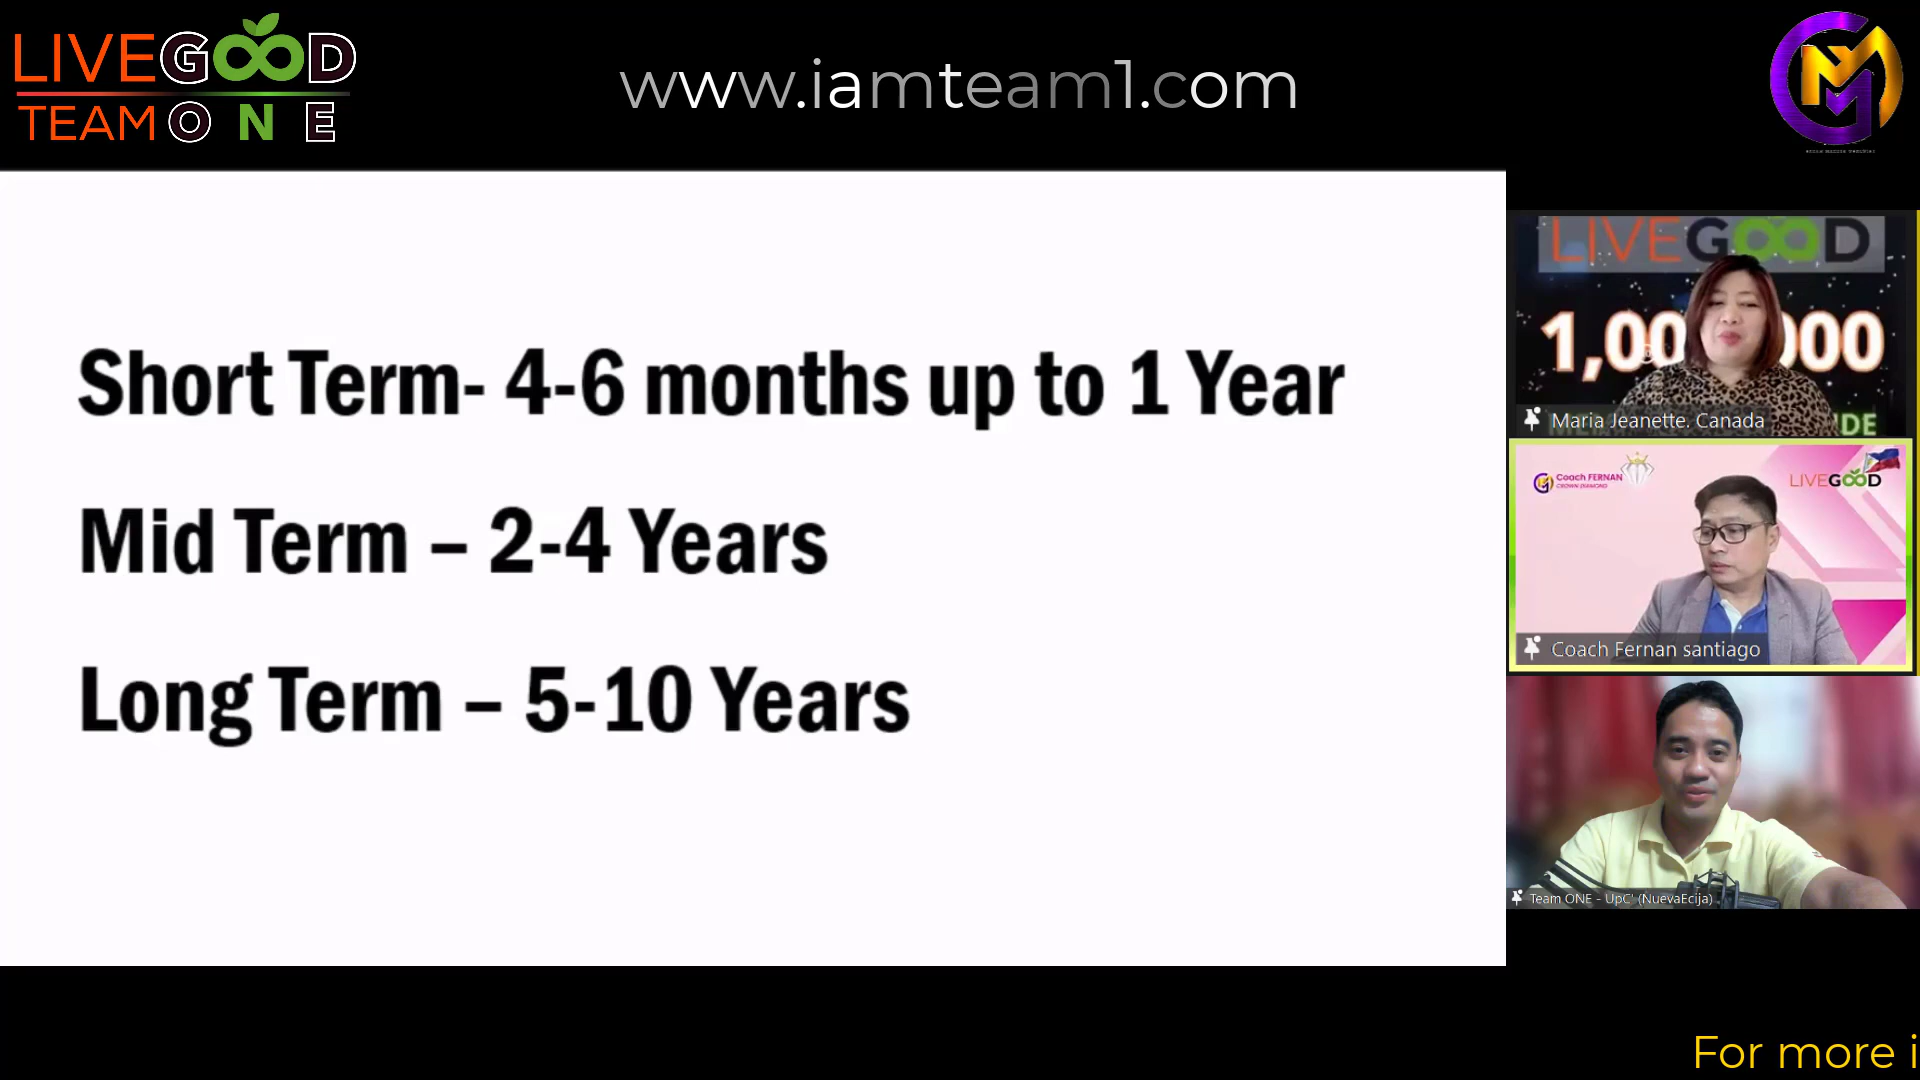 LIVEGOOD
TEAM ONE
www.iamteam1.com
Short Term- 4-6 months up to 1 Year
Mid Term – 2-4 Years
Long Term – 5-10 Years
LIVEGOOD
Maria Jeanette. Canada
Coach FERNAN
CROWN DIAMOND
LIVEGOOD
Coach Fernan santiago
Team ONE - UpC' (NuevaEcija)
For more i